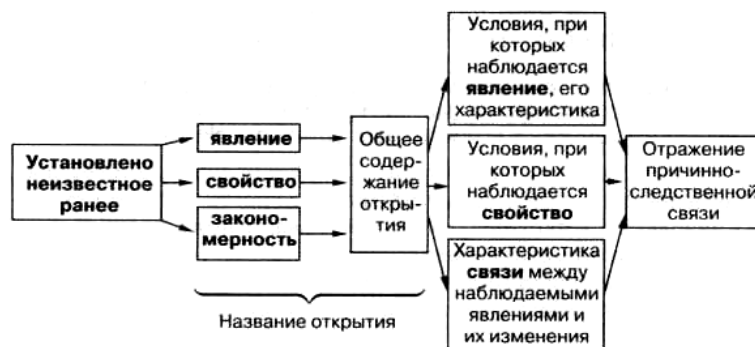 Установлено
неизвестное
ранее
явление
свойство
законо-
мерность
Общее
содер-
жание
откры-
тия
Условия, при
которых
наблюдается
явление, его
характеристика
Условия, при
которых
наблюдается
свойство
Характеристика
связи между
наблюдаемыми
явлениями и
их изменения
Отражение
причинно-
следственной
связи
Название открытия